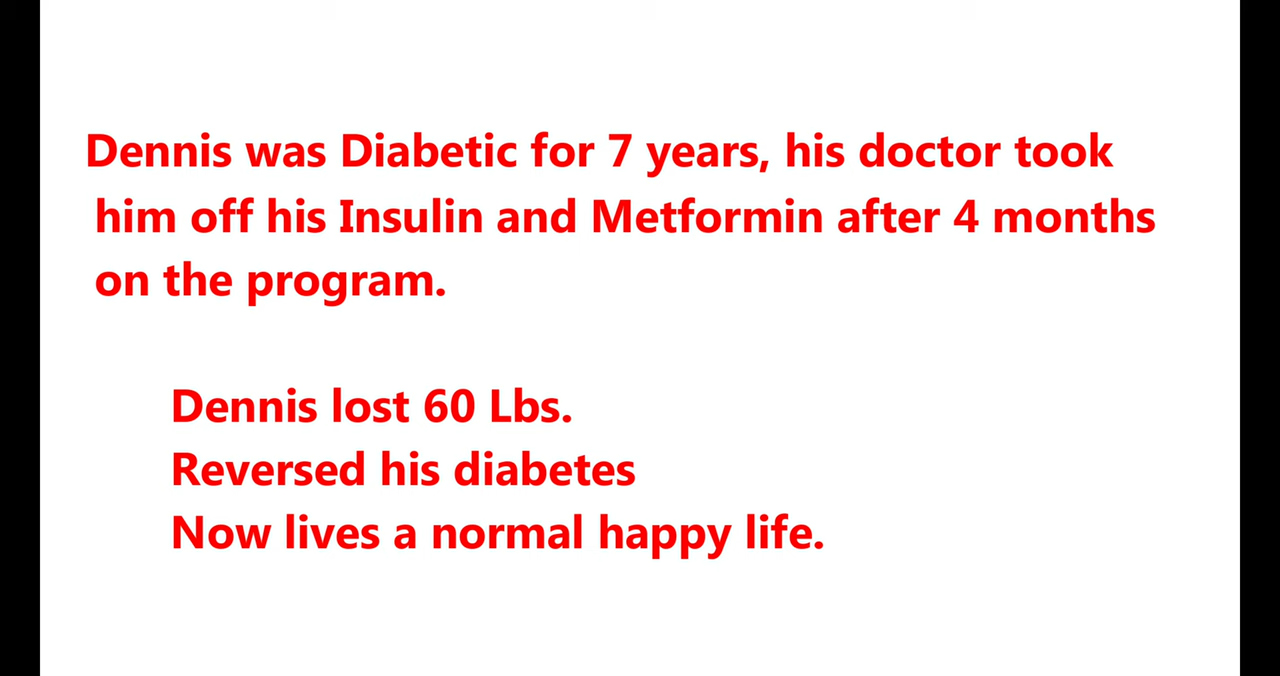 Dennis was Diabetic for 7 years, his doctor took
him off his Insulin and Metformin after 4 months
on the program.
Dennis lost 60 Lbs.
Reversed his diabetes
Now lives a normal happy life.